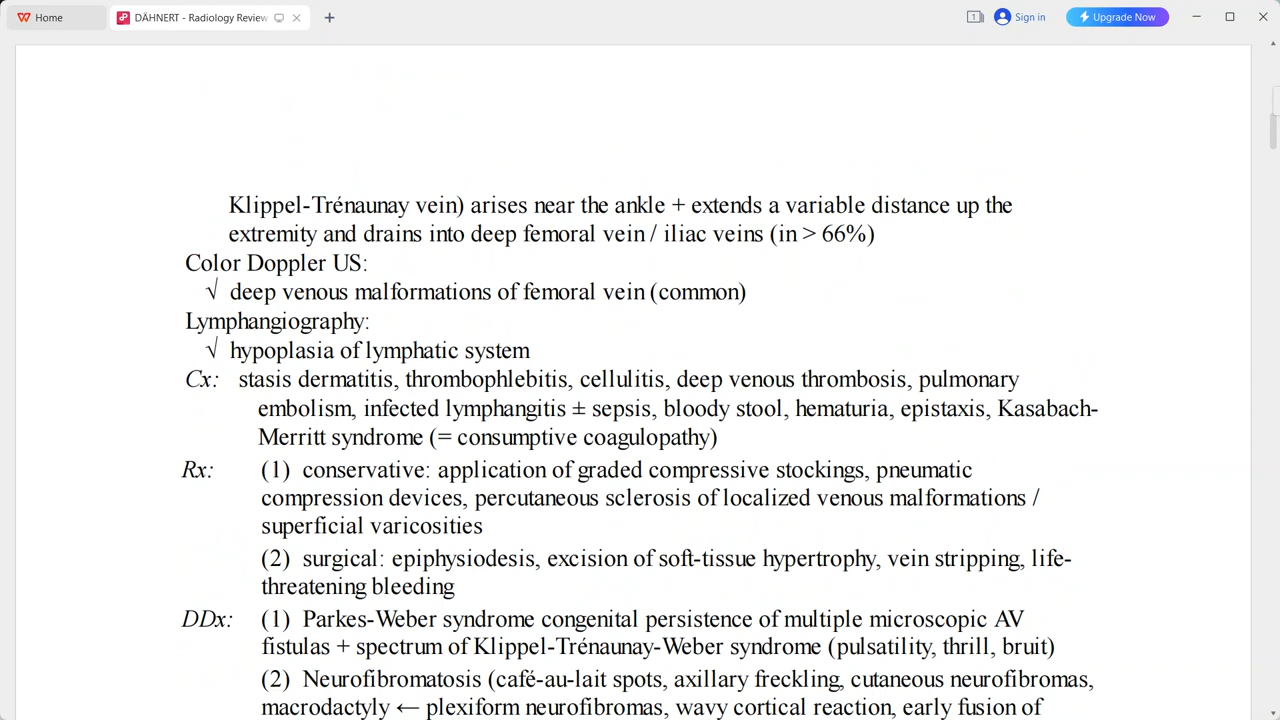 Home
DÄHNERT - Radiology Review
1
Sign in
Upgrade Now
Klippel-Trénaunay vein) arises near the ankle + extends a variable distance up the
extremity and drains into deep femoral vein / iliac veins (in > 66%)
Color Doppler US:
√ deep venous malformations of femoral vein (common)
Lymphangiography:
√ hypoplasia of lymphatic system
Cx: stasis dermatitis, thrombophlebitis, cellulitis, deep venous thrombosis, pulmonary
embolism, infected lymphangitis ± sepsis, bloody stool, hematuria, epistaxis, Kasabach-
Merritt syndrome (= consumptive coagulopathy)
Rx: (1) conservative: application of graded compressive stockings, pneumatic
compression devices, percutaneous sclerosis of localized venous malformations /
superficial varicosities
(2) surgical: epiphysiodesis, excision of soft-tissue hypertrophy, vein stripping, life-
threatening bleeding
DDx: (1) Parkes-Weber syndrome congenital persistence of multiple microscopic AV
fistulas + spectrum of Klippel-Trénaunay-Weber syndrome (pulsatility, thrill, bruit)
(2) Neurofibromatosis (café-au-lait spots, axillary freckling, cutaneous neurofibromas,
macrodactyly ← plexiform neurofibromas, wavy cortical reaction, early fusion of